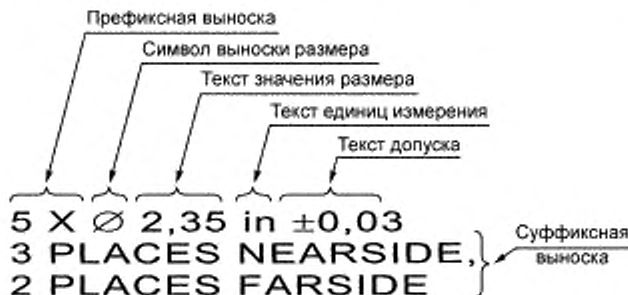 Префиксная выноска
Символ выноски размера
Текст значения размера
Текст единиц измерения
Текст допуска
5 X ∅ 2,35 in ±0,03
3 PLACES NEARSIDE,
2 PLACES FARSIDE
Суффиксная
выноска